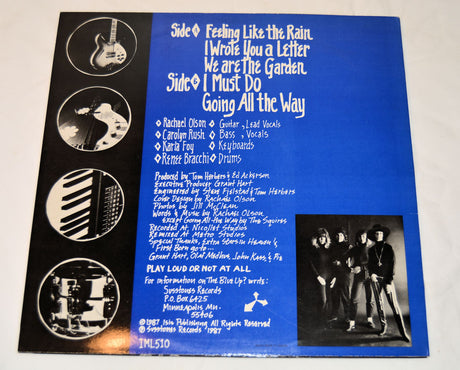 Side ◊ Feeling Like the Rain
I Wrote You a Letter
We are The Garden
Side ◊ I Must Do
Going All the Way
◊ Rachael Olson ◊ Guitar, Lead Vocals
◊ Carolyn Rush ◊ Bass, Vocals
◊ Karla Foy ◊ Keyboards
◊ Renee Bracchi ◊ Drums
Produced by Tom Herbers & Ed Ackerson
Executive Producer Grant Hart
Engineered by Steve Fjelstad & Tom Herbers
Cover Design by Rachael Olson
Photos by Jill McClean
Words & Music by Rachael Olson
except Going All the Way by The Squires
Recorded at Nicollet Studios
Remixed at Metro Studios
Special Thanks, Extra Stars in Heaven &
First Born go to...
Grant Hart, Olaf Medlon, John Kass, &
PLAY LOUD OR NOT AT ALL
For information on The Blue Up? write:
Susstones Records
P.O. Box 6425
Minneapolis Mn.
55406
© 1987 Isis Publishing All Rights Reserved
Ⓟ Susstones Records 1987
IML510